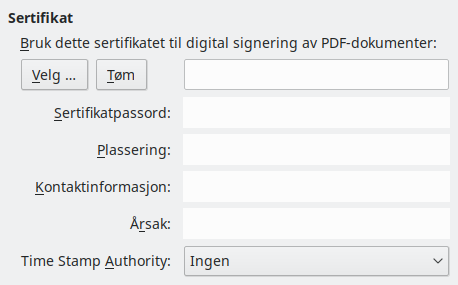 Sertifikat
Bruk dette sertifikatet til digital signering av PDF-dokumenter:
Velg ... Tøm
Sertifikatpassord:
Plassering:
Kontaktinformasjon:
Årsak:
Time Stamp Authority: Ingen